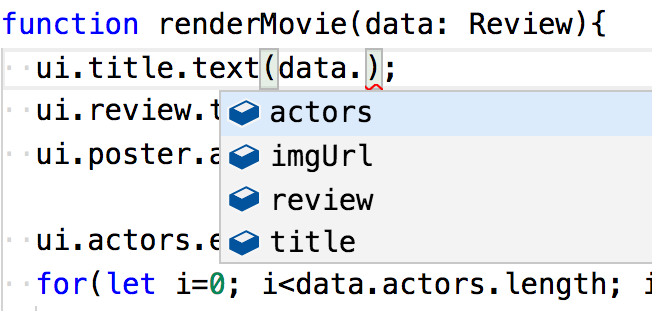 function renderMovie(data: Review){
ui.title.text(data.);
actors
imgUrl
review
title
ui.review.t
ui.poster.a
ui.actors.e
for(let i=0; i<data.actors.length; i